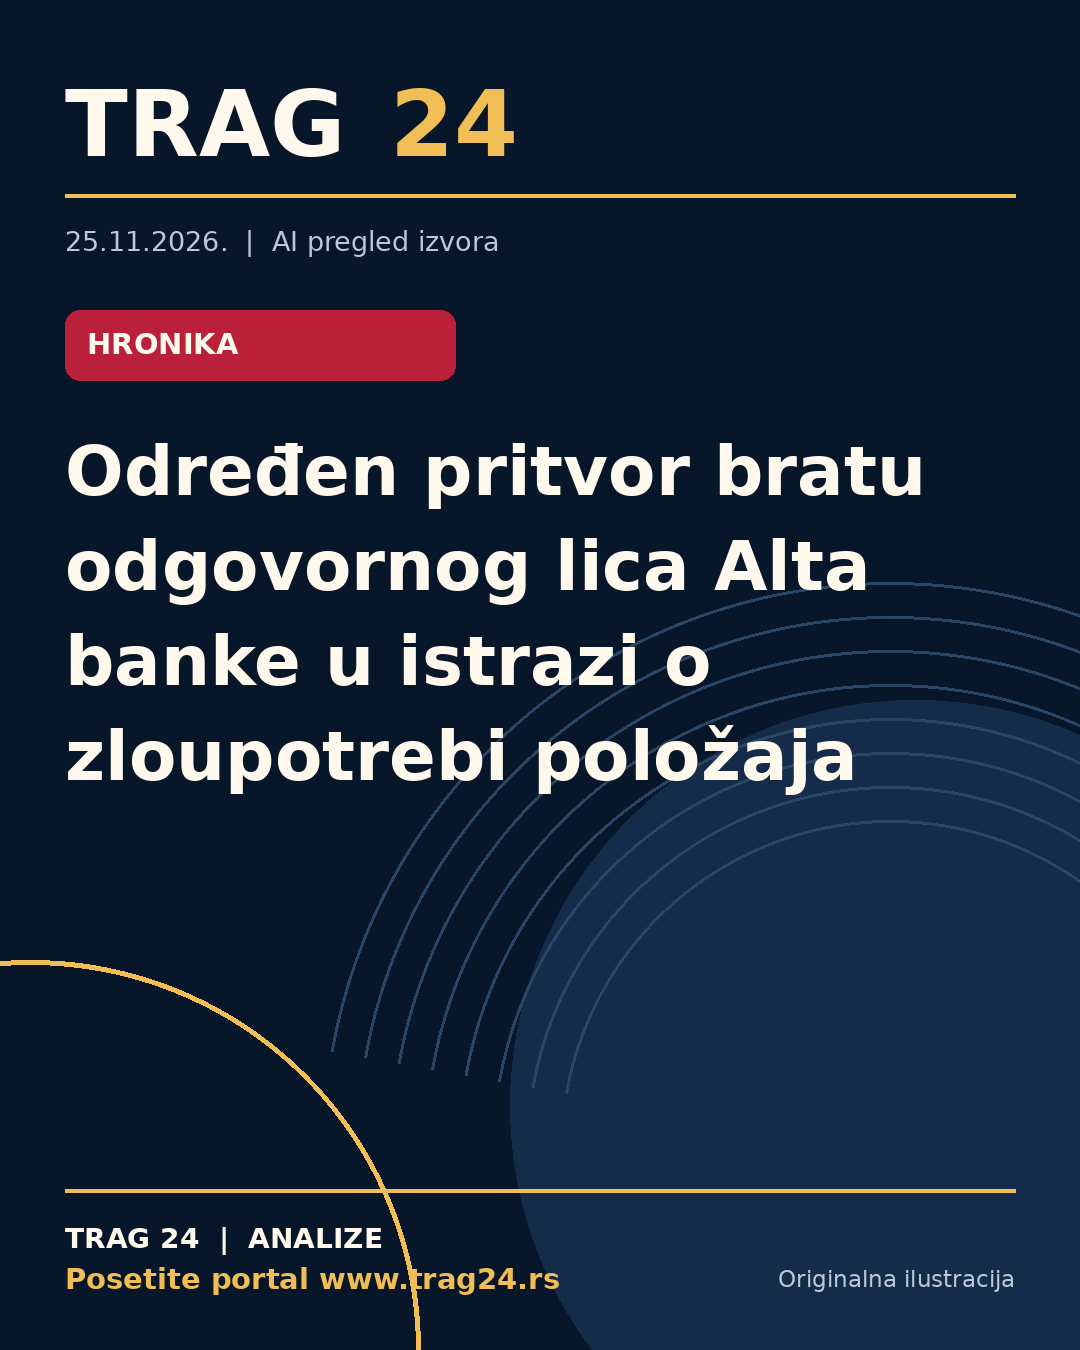 TRAG 24
25.11.2026. | AI pregled izvora
HRONIKA
Određen pritvor bratu
odgovornog lica Alta
banke u istrazi o
zloupotrebi položaja
TRAG 24 | ANALIZE
Posetite portal www.trag24.rs
Originalna ilustracija